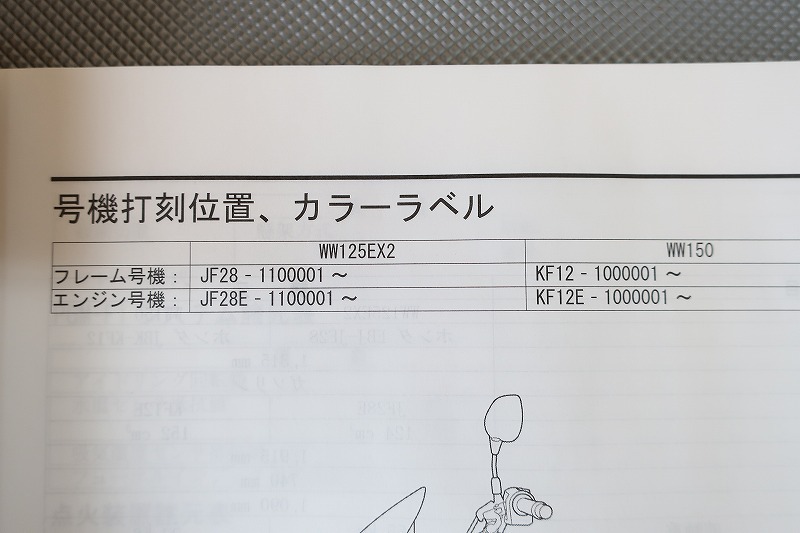 号機打刻位置、カラーラベル
WW125EX2 WW150
フレーム号機： JF28 - 1100001 ～ KF12 - 1000001 ～
エンジン号機： JF28E - 1100001 ～ KF12E - 1000001 ～